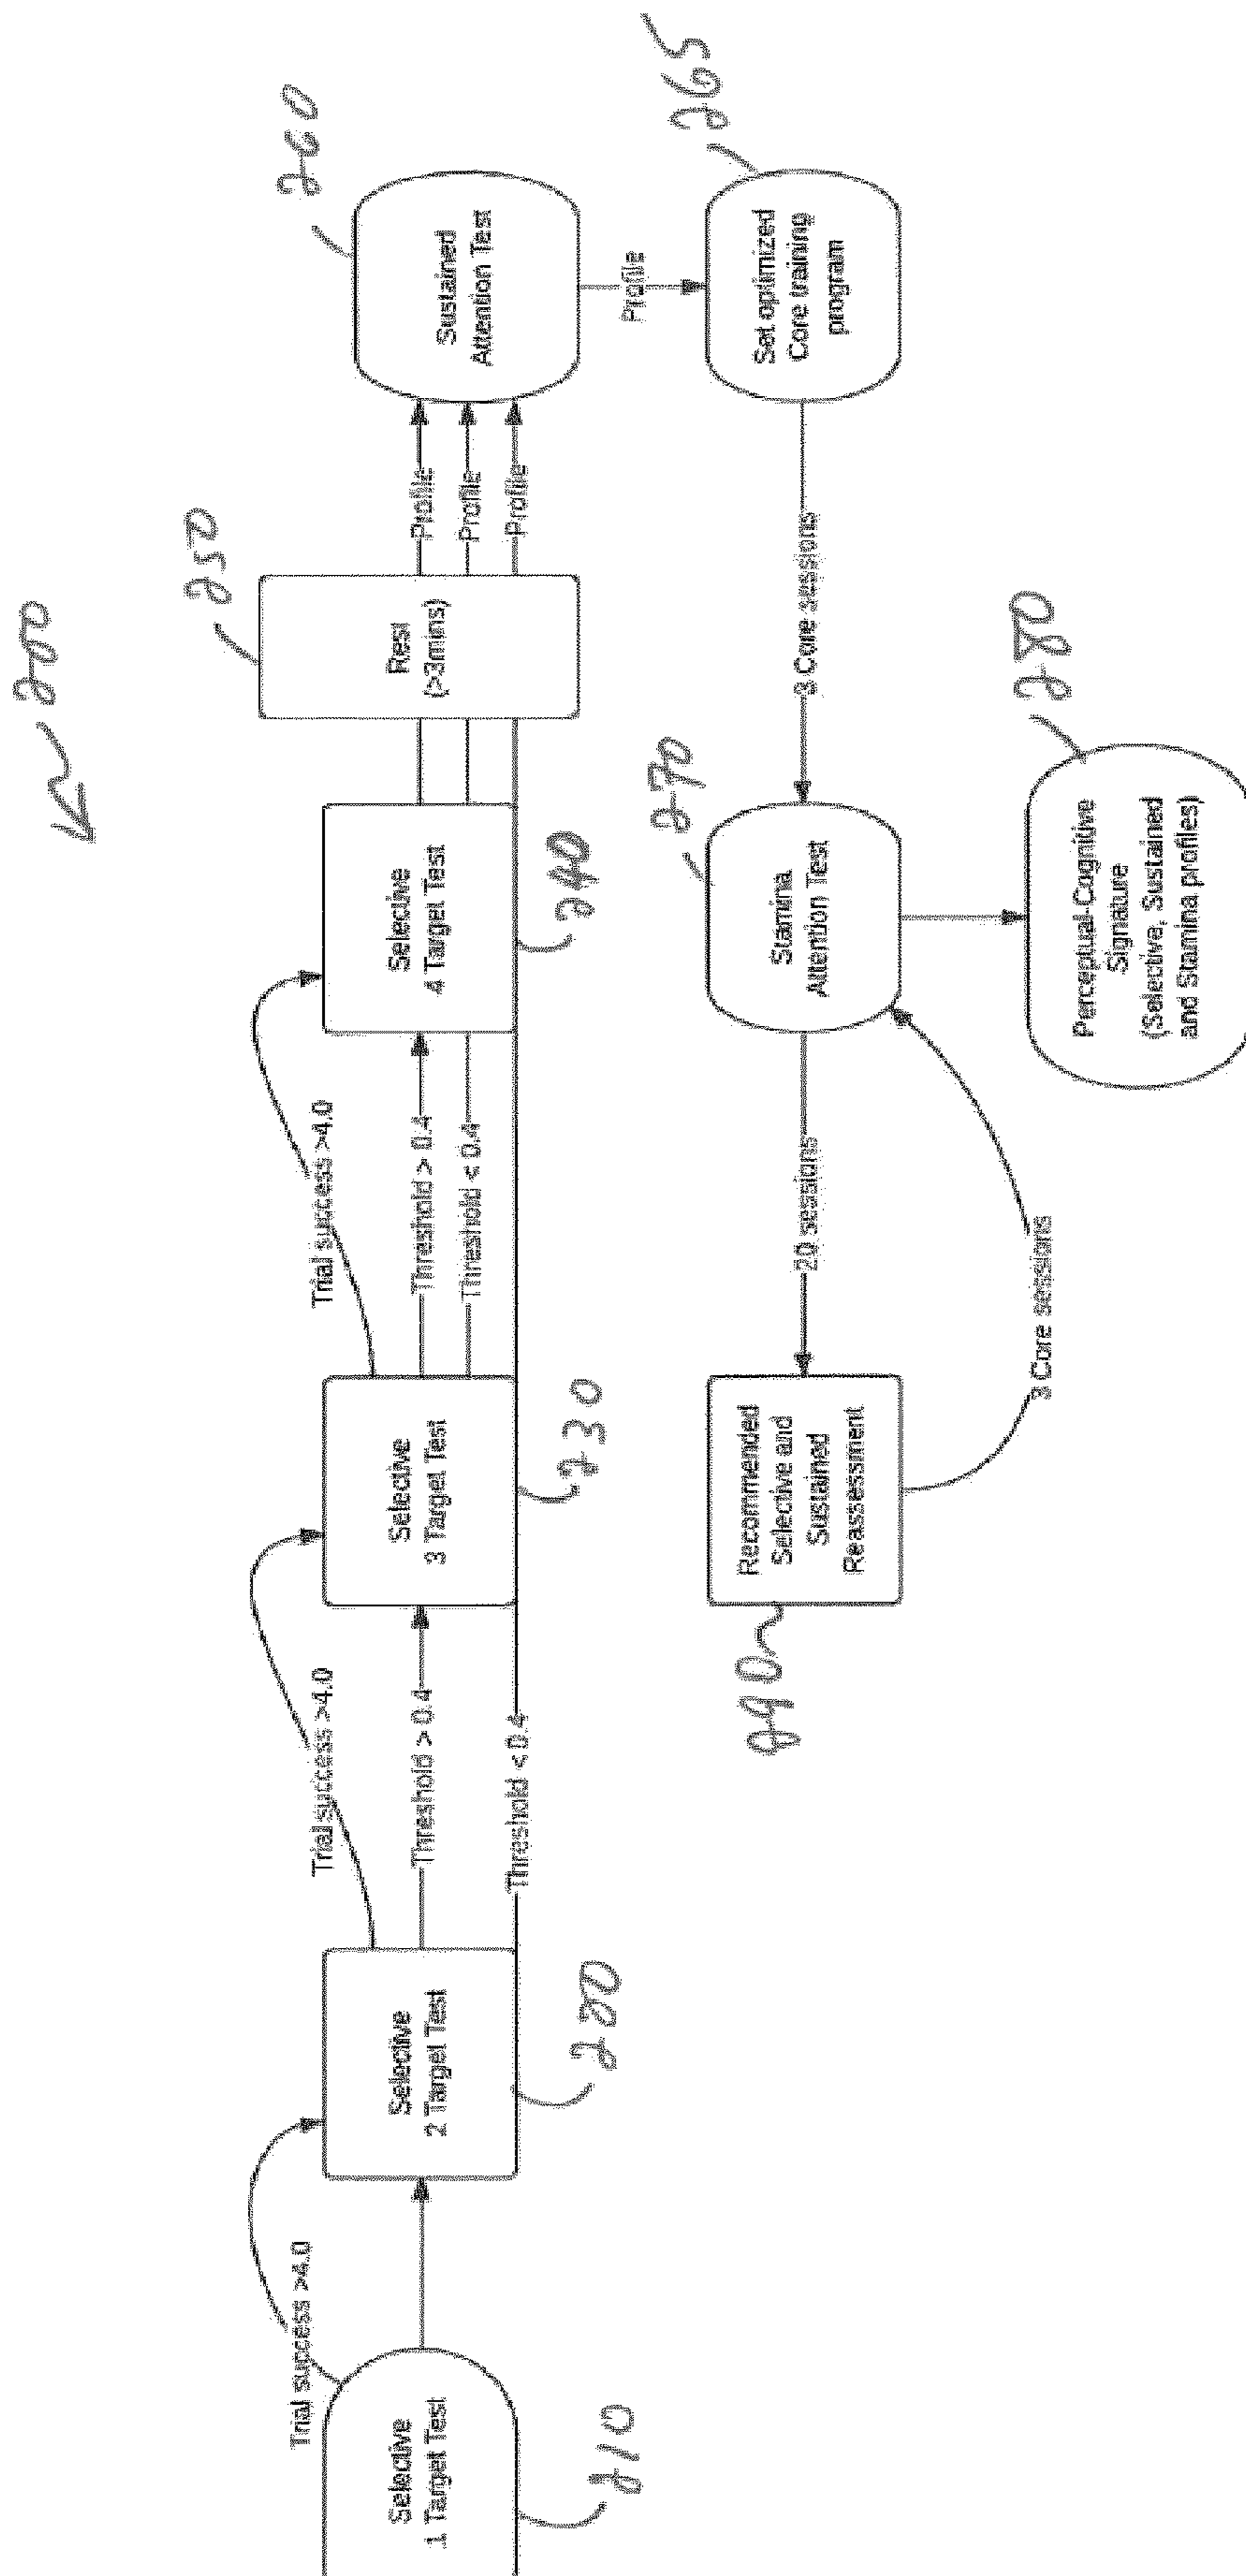 200
Selective
1 Target Test
210
Trial success >4.0
Selective
2 Target Test
220
Trial success >4.0
Threshold > 0.4
Threshold < 0.4
Selective
3 Target Test
230
Trial success >4.0
Threshold > 0.4
Threshold < 0.4
Selective
4 Target Test
240
Rest
(>3mins)
250
Profile
Profile
Profile
Sustained
Attention Test
260
Profile
Set optimized
Core training
program
265
3 Core sessions
Stamina
Attention Test
270
Perceptual-Cognitive
Signature
(Selective, Sustained
and Stamina profiles)
280
20 sessions
Recommended
Selective and
Sustained
Reassessment
290
3 Core sessions